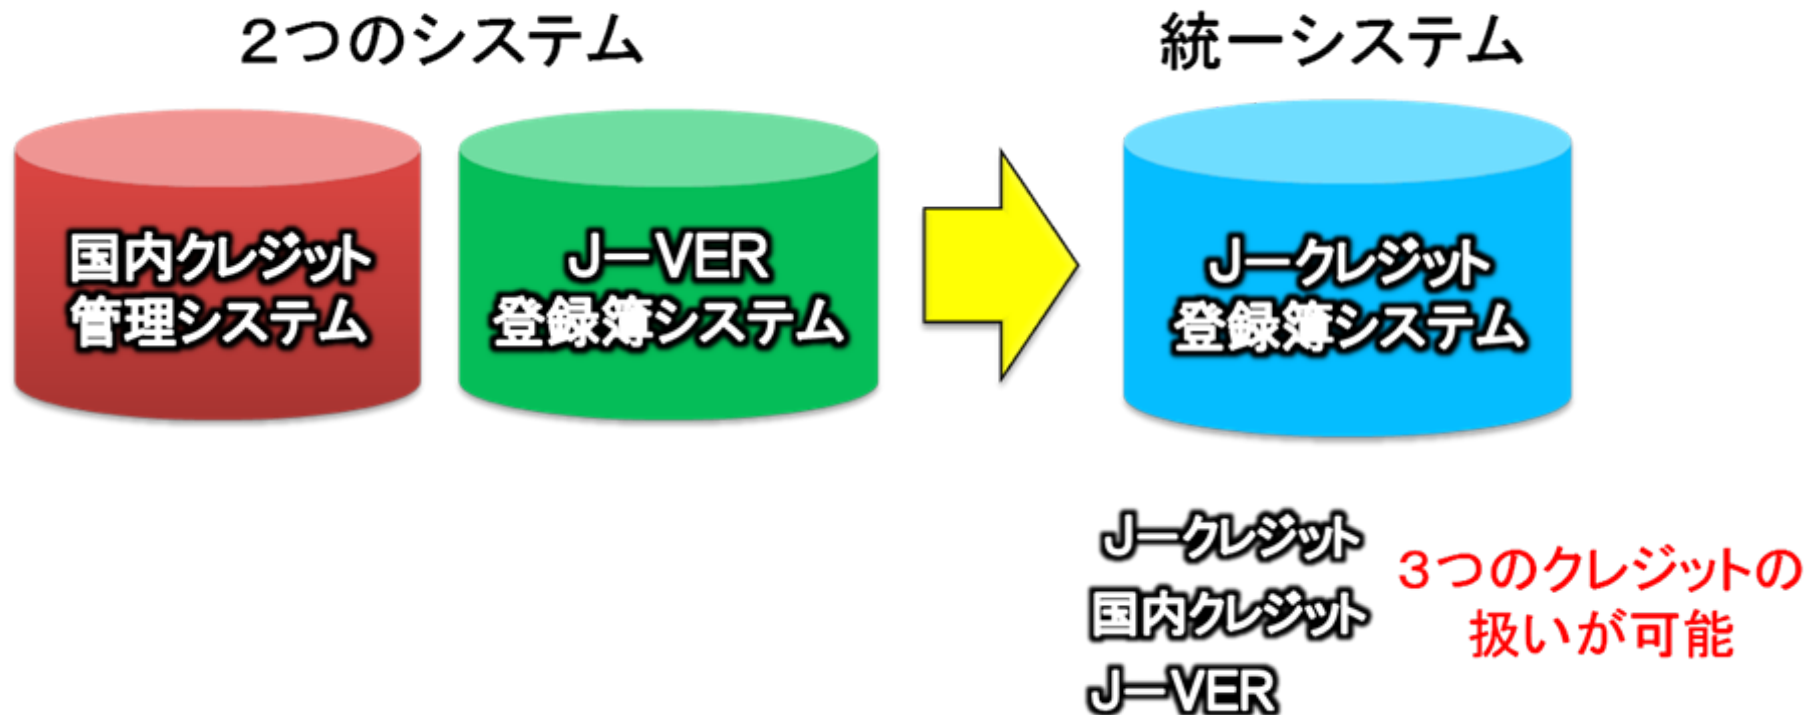 ２つのシステム
統一システム
国内クレジット
管理システム
J－VER
登録簿システム
J－クレジット
登録簿システム
J－クレジット
国内クレジット
J－VER
３つのクレジットの
扱いが可能